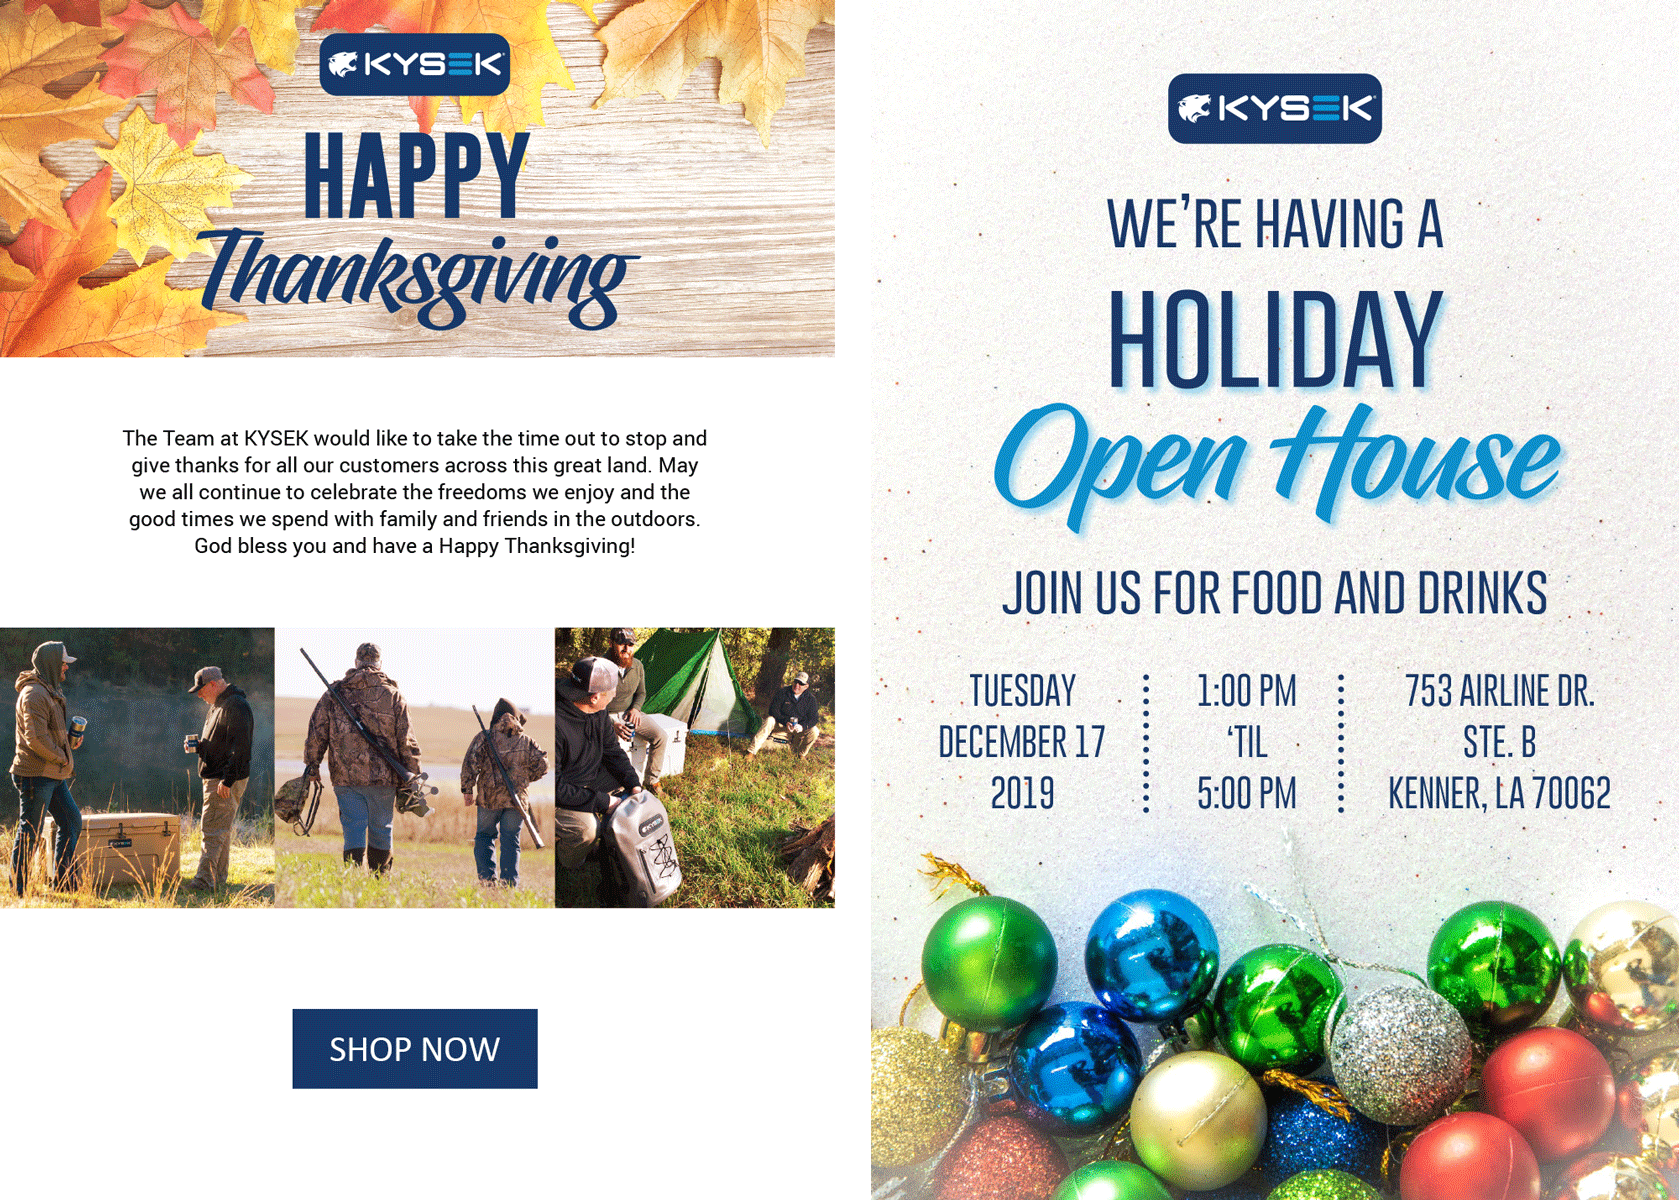 KYSEK
HAPPY
Thanksgiving
The Team at KYSEK would like to take the time out to stop and
give thanks for all our customers across this great land. May
we all continue to celebrate the freedoms we enjoy and the
good times we spend with family and friends in the outdoors.
God bless you and have a Happy Thanksgiving!
KYSEK
KYSEK
SHOP NOW
KYSEK
WE'RE HAVING A
HOLIDAY
Open House
JOIN US FOR FOOD AND DRINKS
TUESDAY
DECEMBER 17
2019
1:00 PM
‘TIL
5:00 PM
753 AIRLINE DR.
STE. B
KENNER, LA 70062